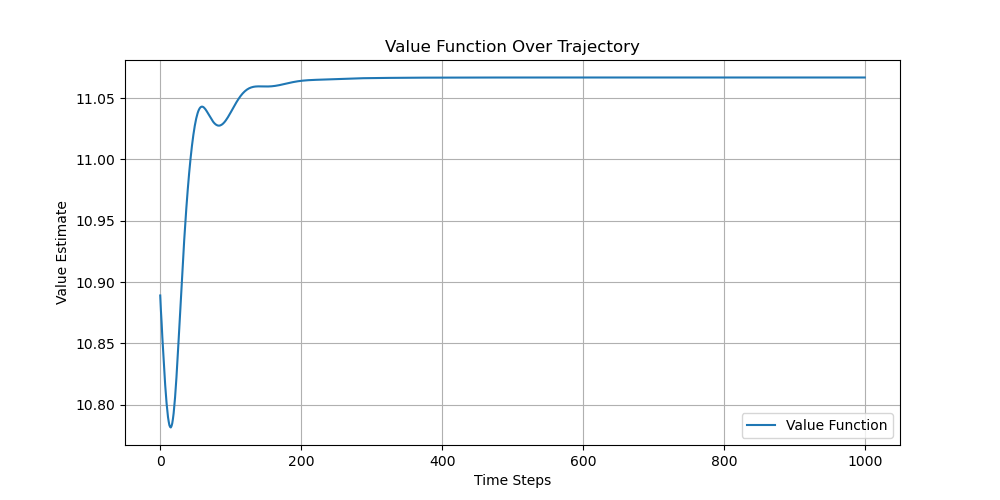 Value Function Over Trajectory
Value Estimate
11.05
11.00
10.95
10.90
10.85
10.80
0 200 400 600 800 1000
Time Steps
Value Function